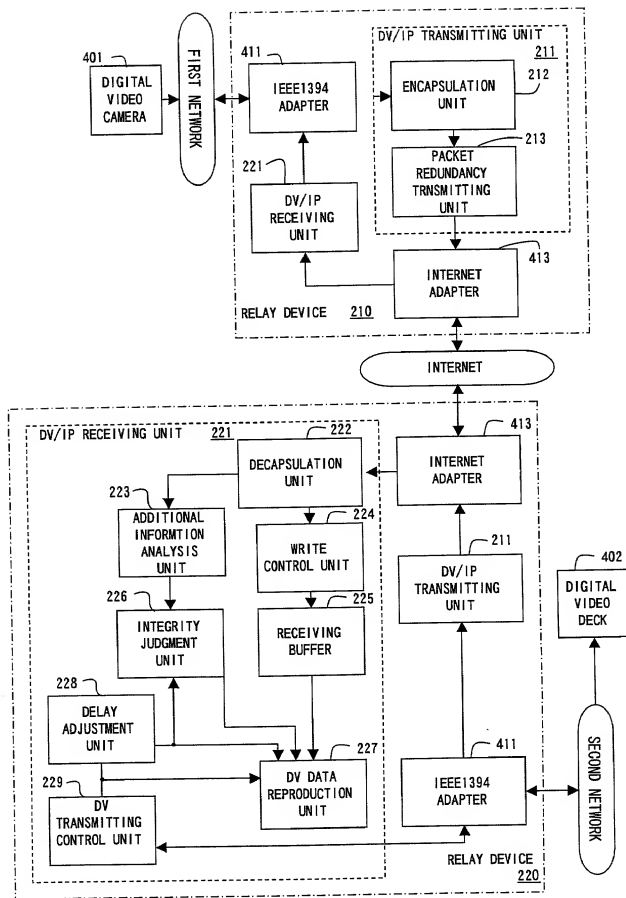 DV/IP TRANSMITTING UNIT
211
401
DIGITAL
VIDEO
CAMERA
FIRST NETWORK
411
IEEE1394
ADAPTER
ENCAPSULATION
UNIT
212
213
PACKET
REDUNDANCY
TRNSMITTING
UNIT
221
DV/IP
RECEIVING
UNIT
413
INTERNET
ADAPTER
RELAY DEVICE 210
INTERNET
DV/IP RECEIVING UNIT 221
222
DECAPSULATION
UNIT
413
INTERNET
ADAPTER
223
ADDITIONAL
INFORMTION
ANALYSIS
UNIT
224
WRITE
CONTROL UNIT
211
DV/IP
TRANSMITTING
UNIT
402
DIGITAL
VIDEO
DECK
226
INTEGRITY
JUDGMENT
UNIT
225
RECEIVING
BUFFER
228
DELAY
ADJUSTMENT
UNIT
227
DV DATA
REPRODUCTION
UNIT
411
IEEE1394
ADAPTER
SECOND NETWORK
229
DV
TRANSMITTING
CONTROL UNIT
RELAY DEVICE
220